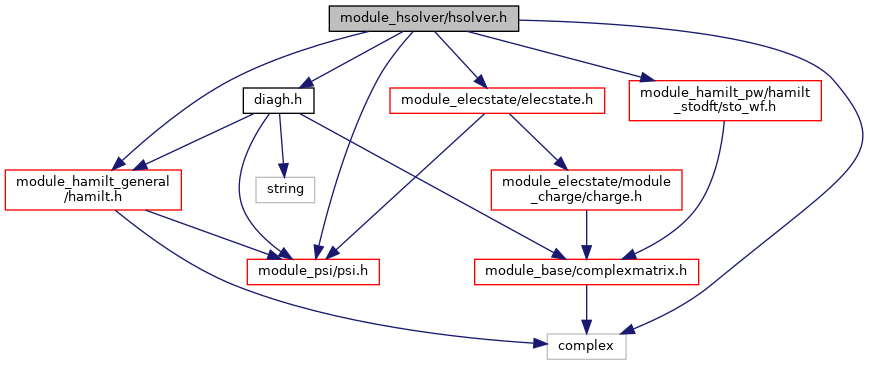 module_hsolver/hsolver.h
diagh.h
module_elecstate/elecstate.h
module_hamilt_pw/hamilt
_stodft/sto_wf.h
module_hamilt_general
/hamilt.h
string
module_elecstate/module
_charge/charge.h
module_psi/psi.h
module_base/complexmatrix.h
complex